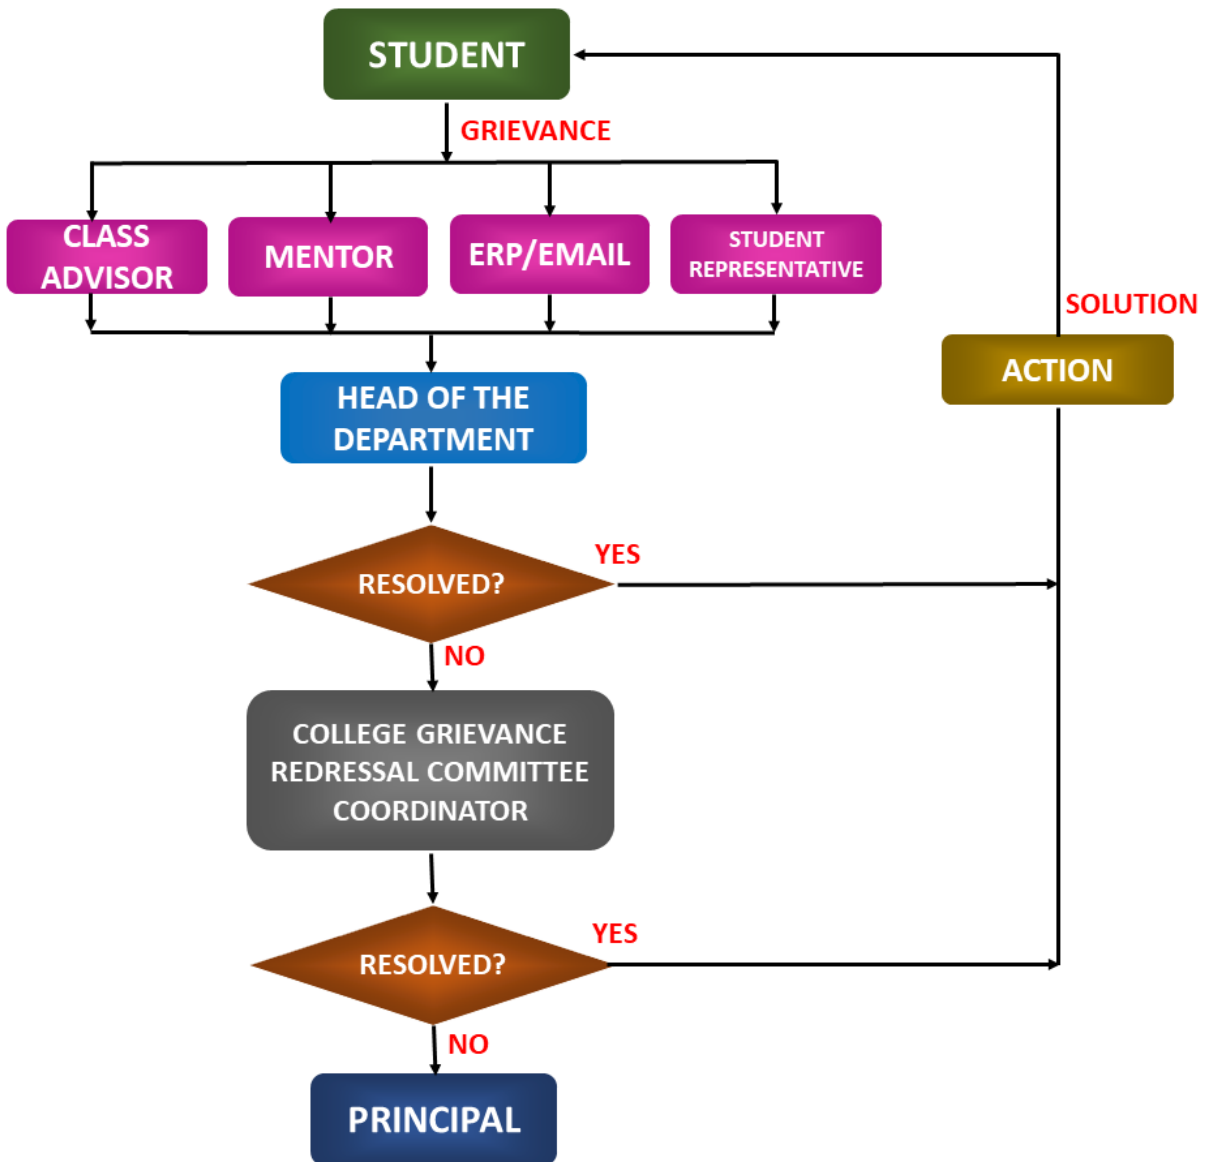 STUDENT
GRIEVANCE
CLASS
ADVISOR
MENTOR
ERP/EMAIL
STUDENT
REPRESENTATIVE
SOLUTION
ACTION
HEAD OF THE
DEPARTMENT
RESOLVED?
YES
NO
COLLEGE GRIEVANCE
REDRESSAL COMMITTEE
COORDINATOR
RESOLVED?
YES
NO
PRINCIPAL